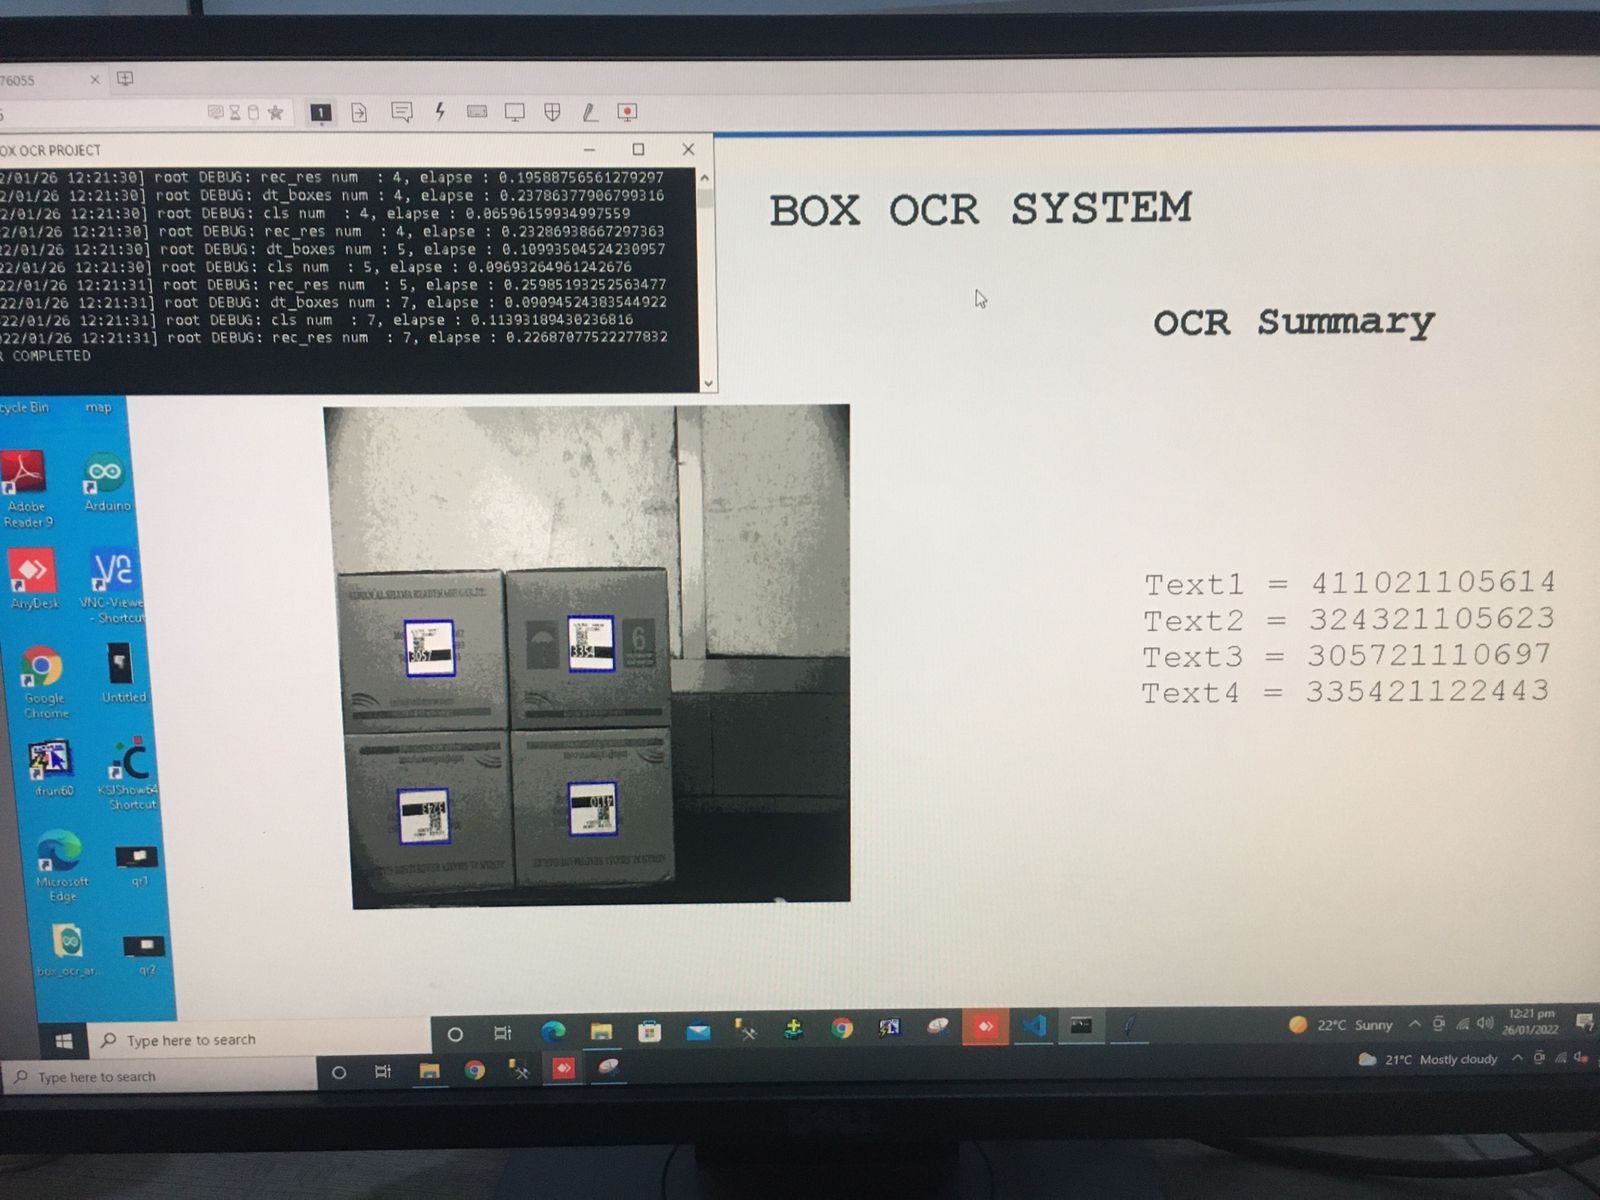 76055
1
OX OCR PROJECT
2/01/26 12:21:30] root DEBUG: rec_res num  : 4, elapse : 0.19588756561279297
2/01/26 12:21:30] root DEBUG: dt_boxes num : 4, elapse : 0.23786377906799316
2/01/26 12:21:30] root DEBUG: cls num  : 4, elapse : 0.06596159934997559
22/01/26 12:21:30] root DEBUG: rec_res num  : 4, elapse : 0.23286938667297363
22/01/26 12:21:30] root DEBUG: dt_boxes num : 5, elapse : 0.10993504524230957
22/01/26 12:21:30] root DEBUG: cls num  : 5, elapse : 0.09693264961242676
22/01/26 12:21:31] root DEBUG: rec_res num  : 5, elapse : 0.25985193252563477
22/01/26 12:21:31] root DEBUG: dt_boxes num : 7, elapse : 0.09094524383544922
022/01/26 12:21:31] root DEBUG: cls num  : 7, elapse : 0.11393189430236816
022/01/26 12:21:31] root DEBUG: rec_res num  : 7, elapse : 0.22687077522277832
R COMPLETED
BOX OCR SYSTEM
OCR Summary
Text1 = 411021105614
Text2 = 324321105623
Text3 = 305721110697
Text4 = 335421122443
3057
3354
6
3243
4110
cycle Bin
map
Adobe
Reader 9
Arduino
AnyDesk
VNC-Viewe
- Shortcut
Google
Chrome
Untitled
ifrun60
KSJShow64
Shortcut
Microsoft
Edge
qr1
box_ocr_ar...
qr2
Type here to search
22°C Sunny
12:21 pm
26/01/2022
Type here to search
21°C Mostly cloudy